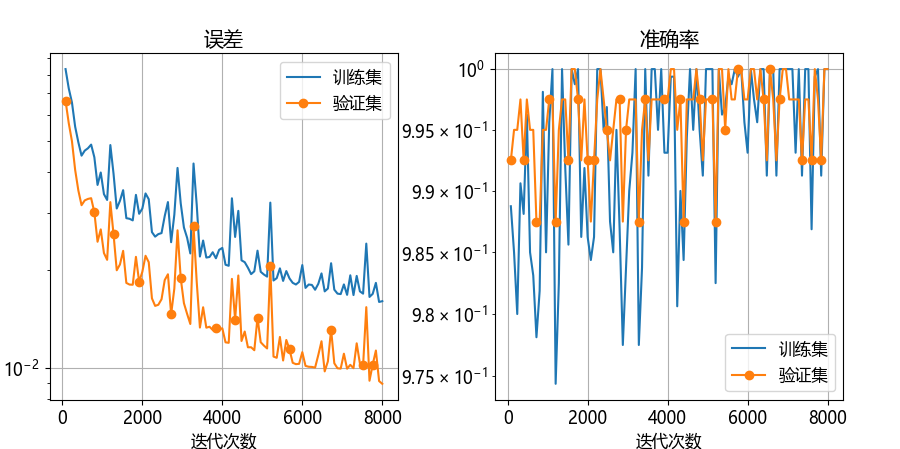 误差
训练集
验证集
10⁻²
0 2000 4000 6000 8000
迭代次数
准确率
10⁰
9.95 × 10⁻¹
9.9 × 10⁻¹
9.85 × 10⁻¹
9.8 × 10⁻¹
9.75 × 10⁻¹
训练集
验证集
0 2000 4000 6000 8000
迭代次数